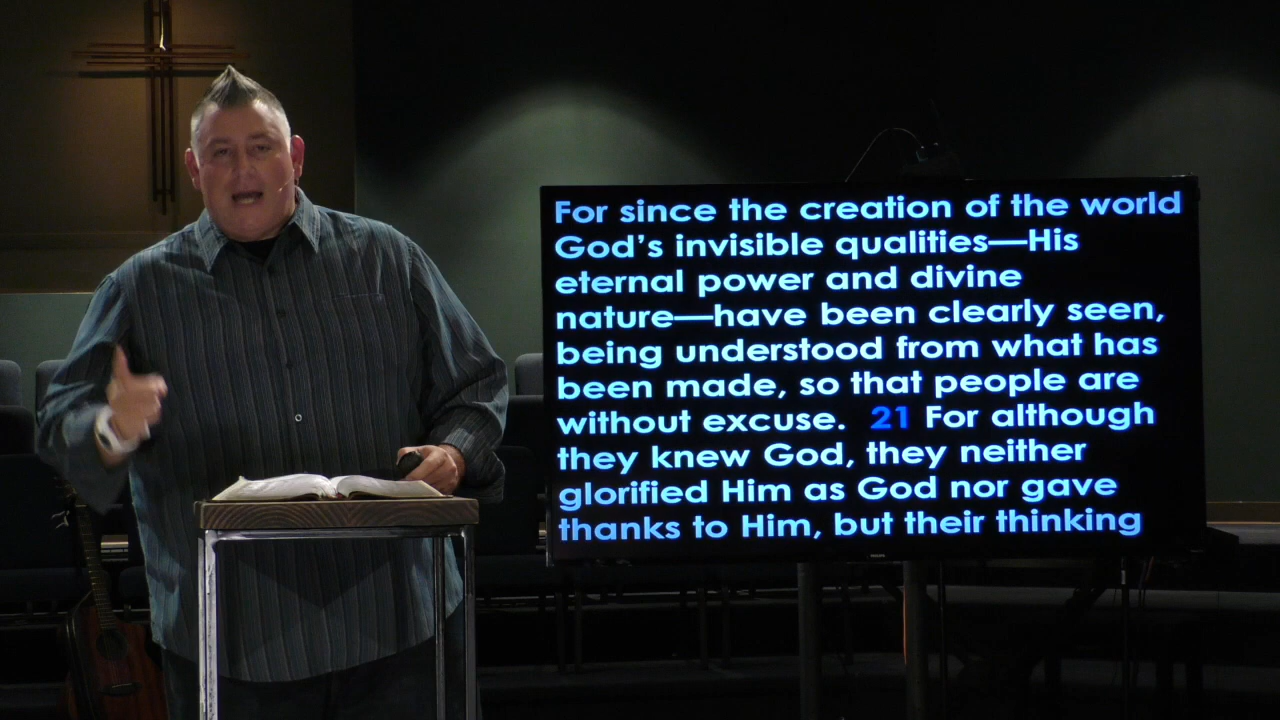 For since the creation of the world
God's invisible qualities—His
eternal power and divine
nature—have been clearly seen,
being understood from what has
been made, so that people are
without excuse. 21 For although
they knew God, they neither
glorified Him as God nor gave
thanks to Him, but their thinking